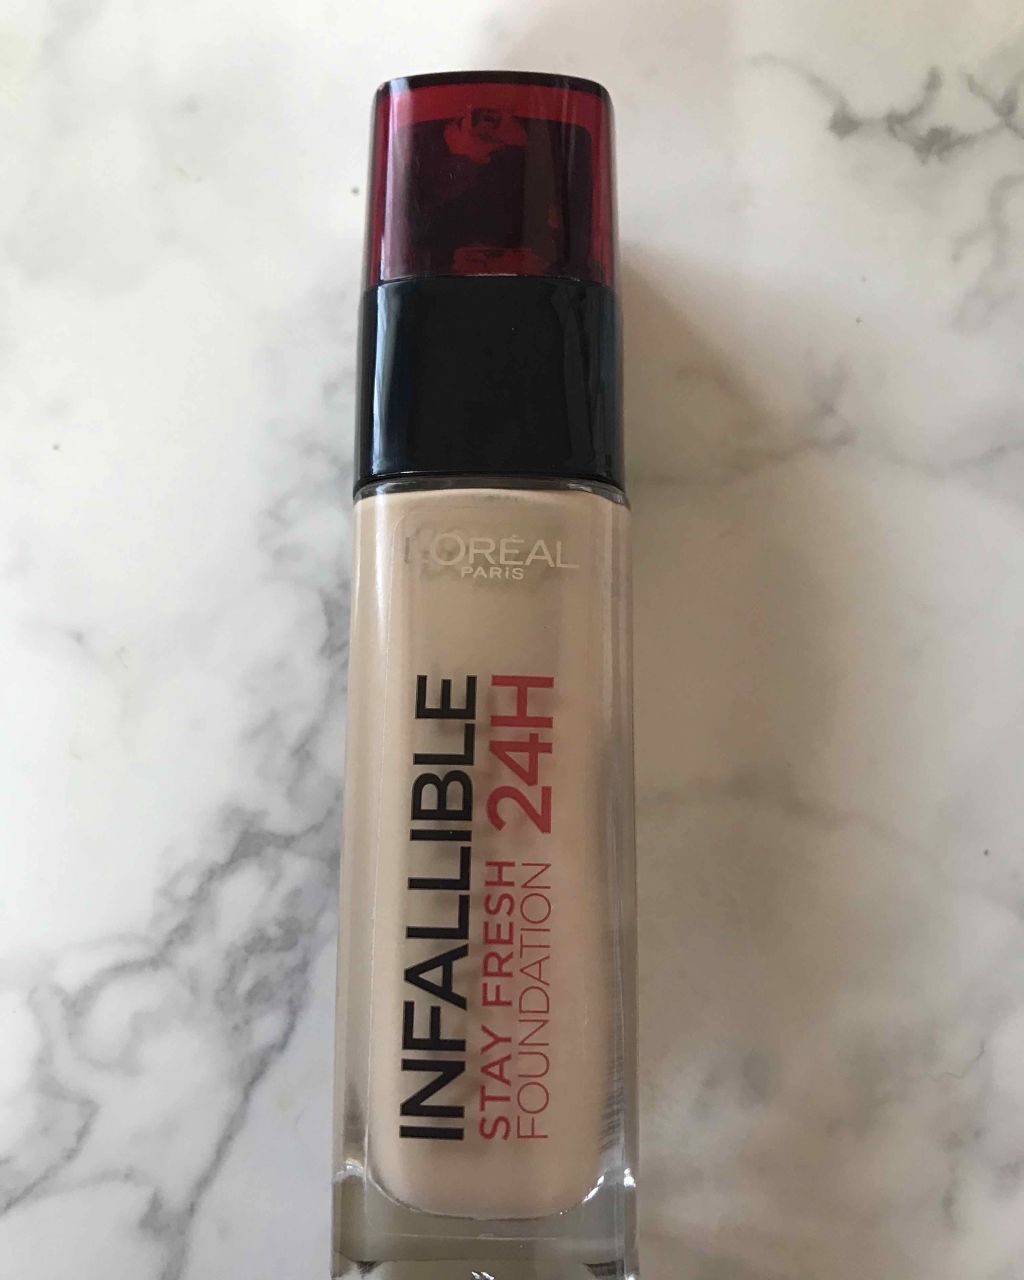 L'ORÉAL
PARiS
INFALLIBLE
STAY FRESH 24H
FOUNDATION